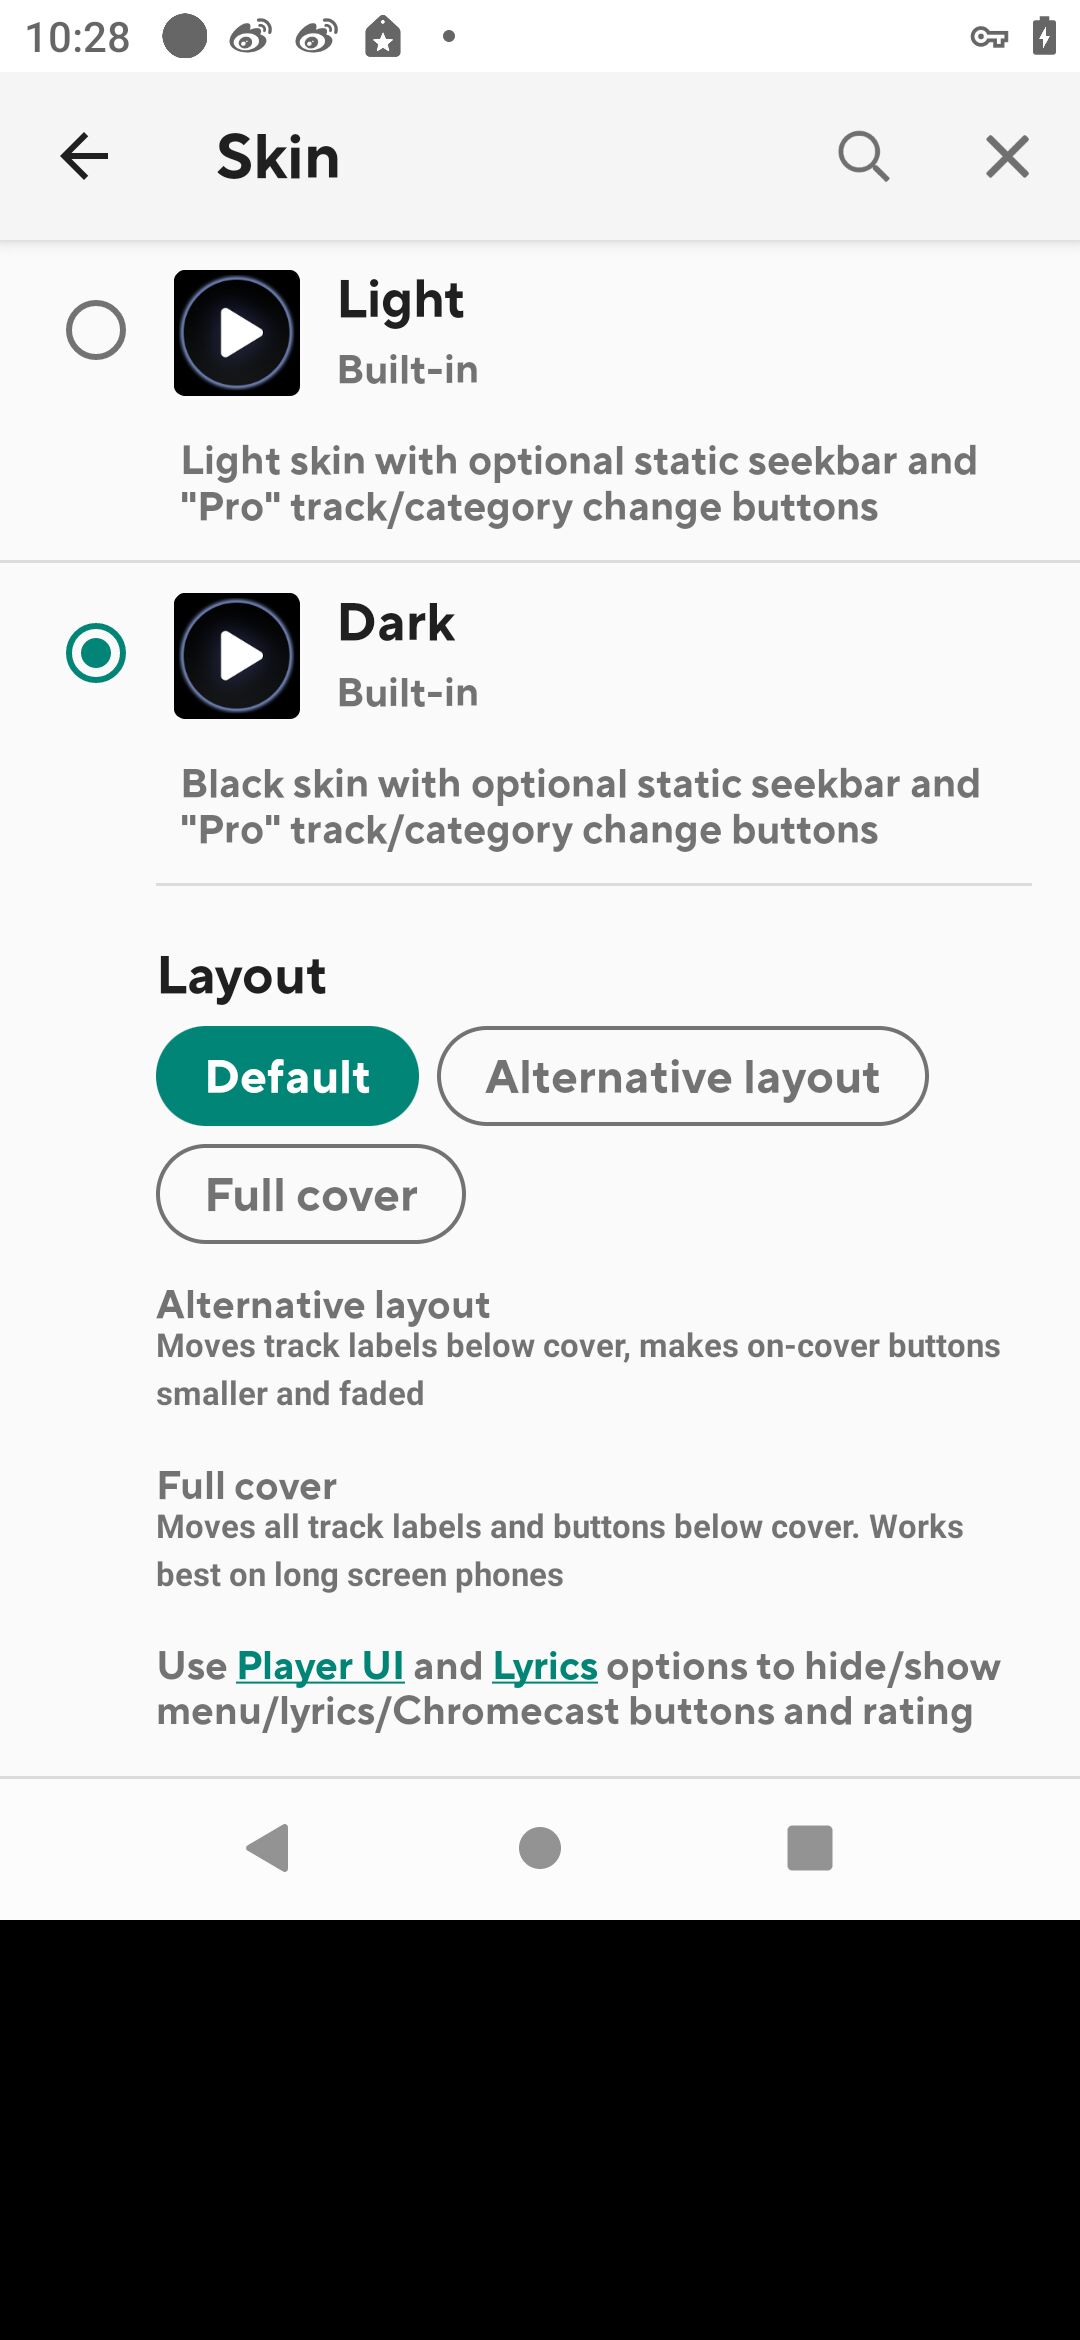 10:28
Skin
Light
Built-in
Light skin with optional static seekbar and
"Pro" track/category change buttons
Dark
Built-in
Black skin with optional static seekbar and
"Pro" track/category change buttons
Layout
Default
Alternative layout
Full cover
Alternative layout
Moves track labels below cover, makes on-cover buttons
smaller and faded
Full cover
Moves all track labels and buttons below cover. Works
best on long screen phones
Use Player UI and Lyrics options to hide/show
menu/lyrics/Chromecast buttons and rating